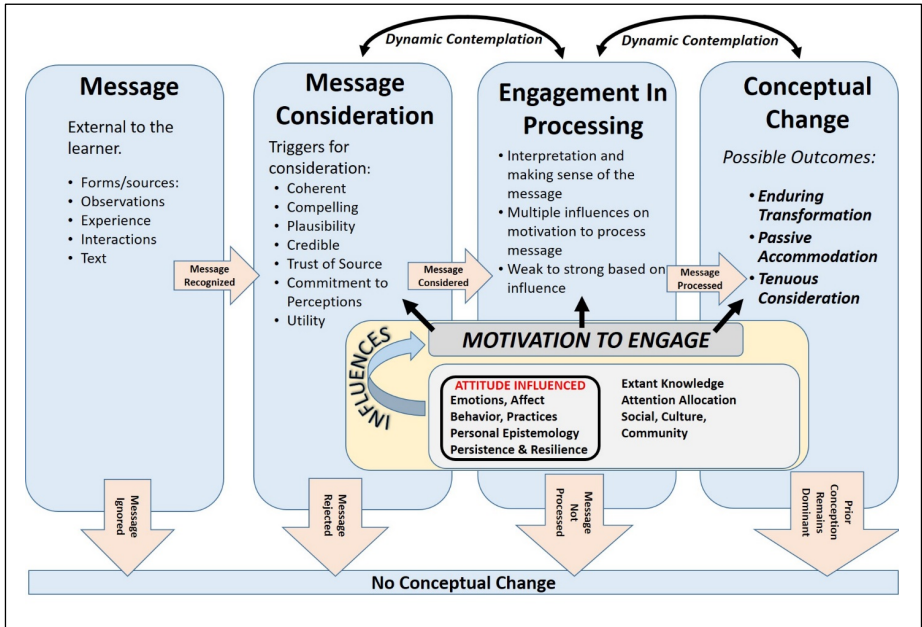 Dynamic Contemplation
Dynamic Contemplation
Message
External to the
learner.
• Forms/sources:
• Observations
• Experience
• Interactions
• Text
Message
Recognized
Message
Consideration
Triggers for
consideration:
• Coherent
• Compelling
• Plausibility
• Credible
• Trust of Source
• Commitment to
Perceptions
• Utility
Message
Considered
Engagement In
Processing
• Interpretation and
making sense of the
message
• Multiple influences on
motivation to process
message
• Weak to strong based on
influence
Message
Processed
Conceptual
Change
Possible Outcomes:
• Enduring
Transformation
• Passive
Accommodation
• Tenuous
Consideration
INFLUENCES
MOTIVATION TO ENGAGE
ATTITUDE INFLUENCED
Emotions, Affect
Behavior, Practices
Personal Epistemology
Persistence & Resilience
Extant Knowledge
Attention Allocation
Social, Culture,
Community
Message
Ignored
Message
Rejected
Message
Not
Processed
Prior
Conception
Remains
Dominant
No Conceptual Change